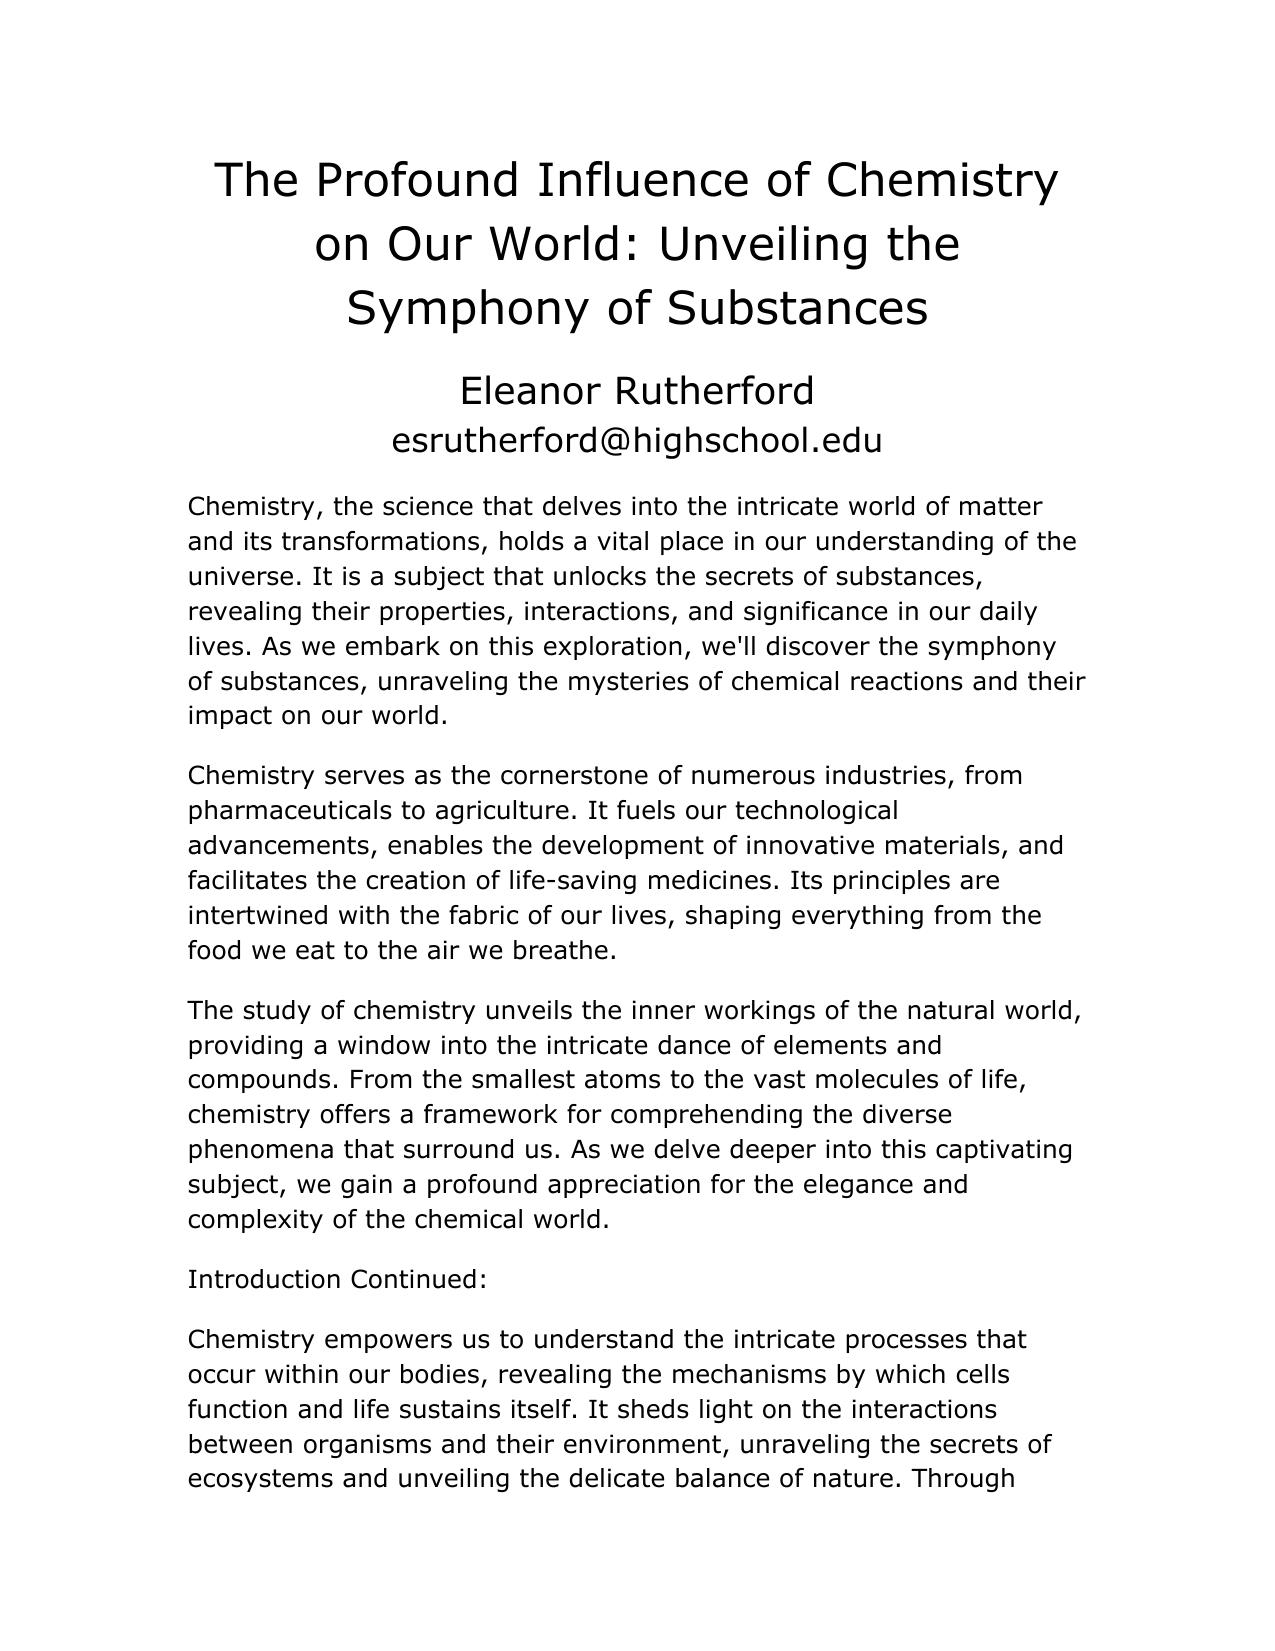 The Profound Influence of Chemistry
on Our World: Unveiling the
Symphony of Substances
Eleanor Rutherford
esrutherford@highschool.edu
Chemistry, the science that delves into the intricate world of matter
and its transformations, holds a vital place in our understanding of the
universe. It is a subject that unlocks the secrets of substances,
revealing their properties, interactions, and significance in our daily
lives. As we embark on this exploration, we'll discover the symphony
of substances, unraveling the mysteries of chemical reactions and their
impact on our world.
Chemistry serves as the cornerstone of numerous industries, from
pharmaceuticals to agriculture. It fuels our technological
advancements, enables the development of innovative materials, and
facilitates the creation of life-saving medicines. Its principles are
intertwined with the fabric of our lives, shaping everything from the
food we eat to the air we breathe.
The study of chemistry unveils the inner workings of the natural world,
providing a window into the intricate dance of elements and
compounds. From the smallest atoms to the vast molecules of life,
chemistry offers a framework for comprehending the diverse
phenomena that surround us. As we delve deeper into this captivating
subject, we gain a profound appreciation for the elegance and
complexity of the chemical world.
Introduction Continued:
Chemistry empowers us to understand the intricate processes that
occur within our bodies, revealing the mechanisms by which cells
function and life sustains itself. It sheds light on the interactions
between organisms and their environment, unraveling the secrets of
ecosystems and unveiling the delicate balance of nature. Through